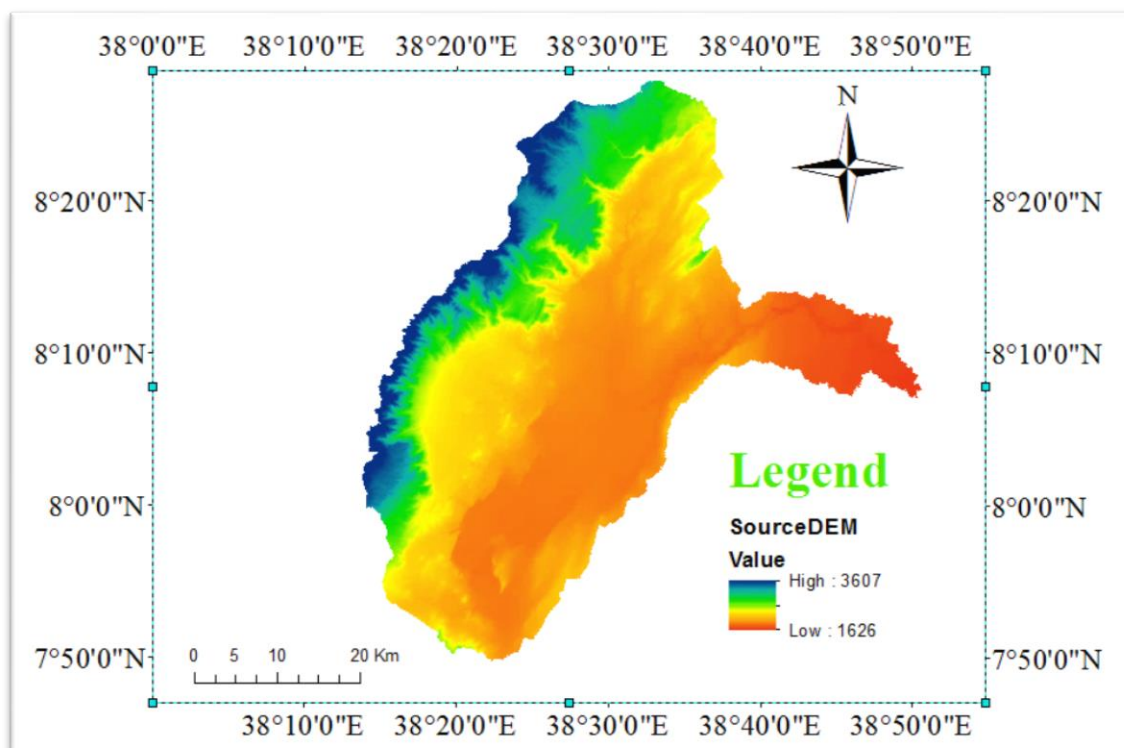 38°0'0"E 38°10'0"E 38°20'0"E 38°30'0"E 38°40'0"E 38°50'0"E
N
8°20'0"N 8°20'0"N
8°10'0"N 8°10'0"N
Legend
8°0'0"N 8°0'0"N
SourceDEM
Value
High : 3607
Low : 1626
0 5 10 20 Km
7°50'0"N 7°50'0"N
38°10'0"E 38°20'0"E 38°30'0"E 38°40'0"E 38°50'0"E